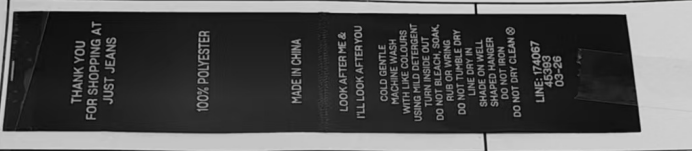 THANK YOU
FOR SHOPPING AT
JUST JEANS
100% POLYESTER
MADE IN CHINA
LOOK AFTER ME &
I'LL LOOK AFTER YOU
COLD GENTLE
MACHINE WASH
WITH LIKE COLOURS
USING MILD DETERGENT
TURN INSIDE OUT
DO NOT BLEACH, SOAK,
RUB OR WRING
DO NOT TUMBLE DRY
LINE DRY IN
SHADE ON WELL
SHAPED HANGER
DO NOT IRON
DO NOT DRY CLEAN ⓧ
LINE:174067
45393
03-26